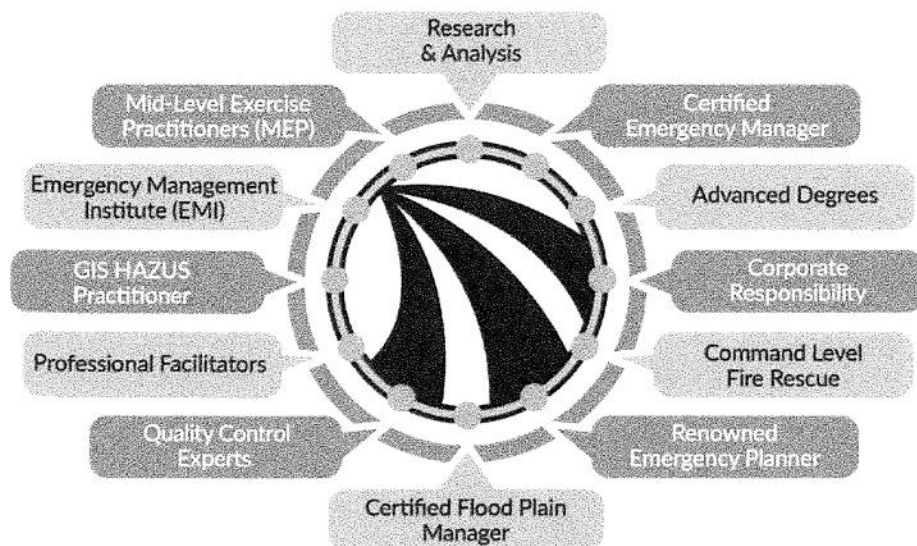 Research
& Analysis
Mid-Level Exercise
Practitioners (MEP)
Certified
Emergency Manager
Emergency Management
Institute (EMI)
Advanced Degrees
GIS HAZUS
Practitioner
Corporate
Responsibility
Professional Facilitators
Command Level
Fire Rescue
Quality Control
Experts
Renowned
Emergency Planner
Certified Flood Plain
Manager